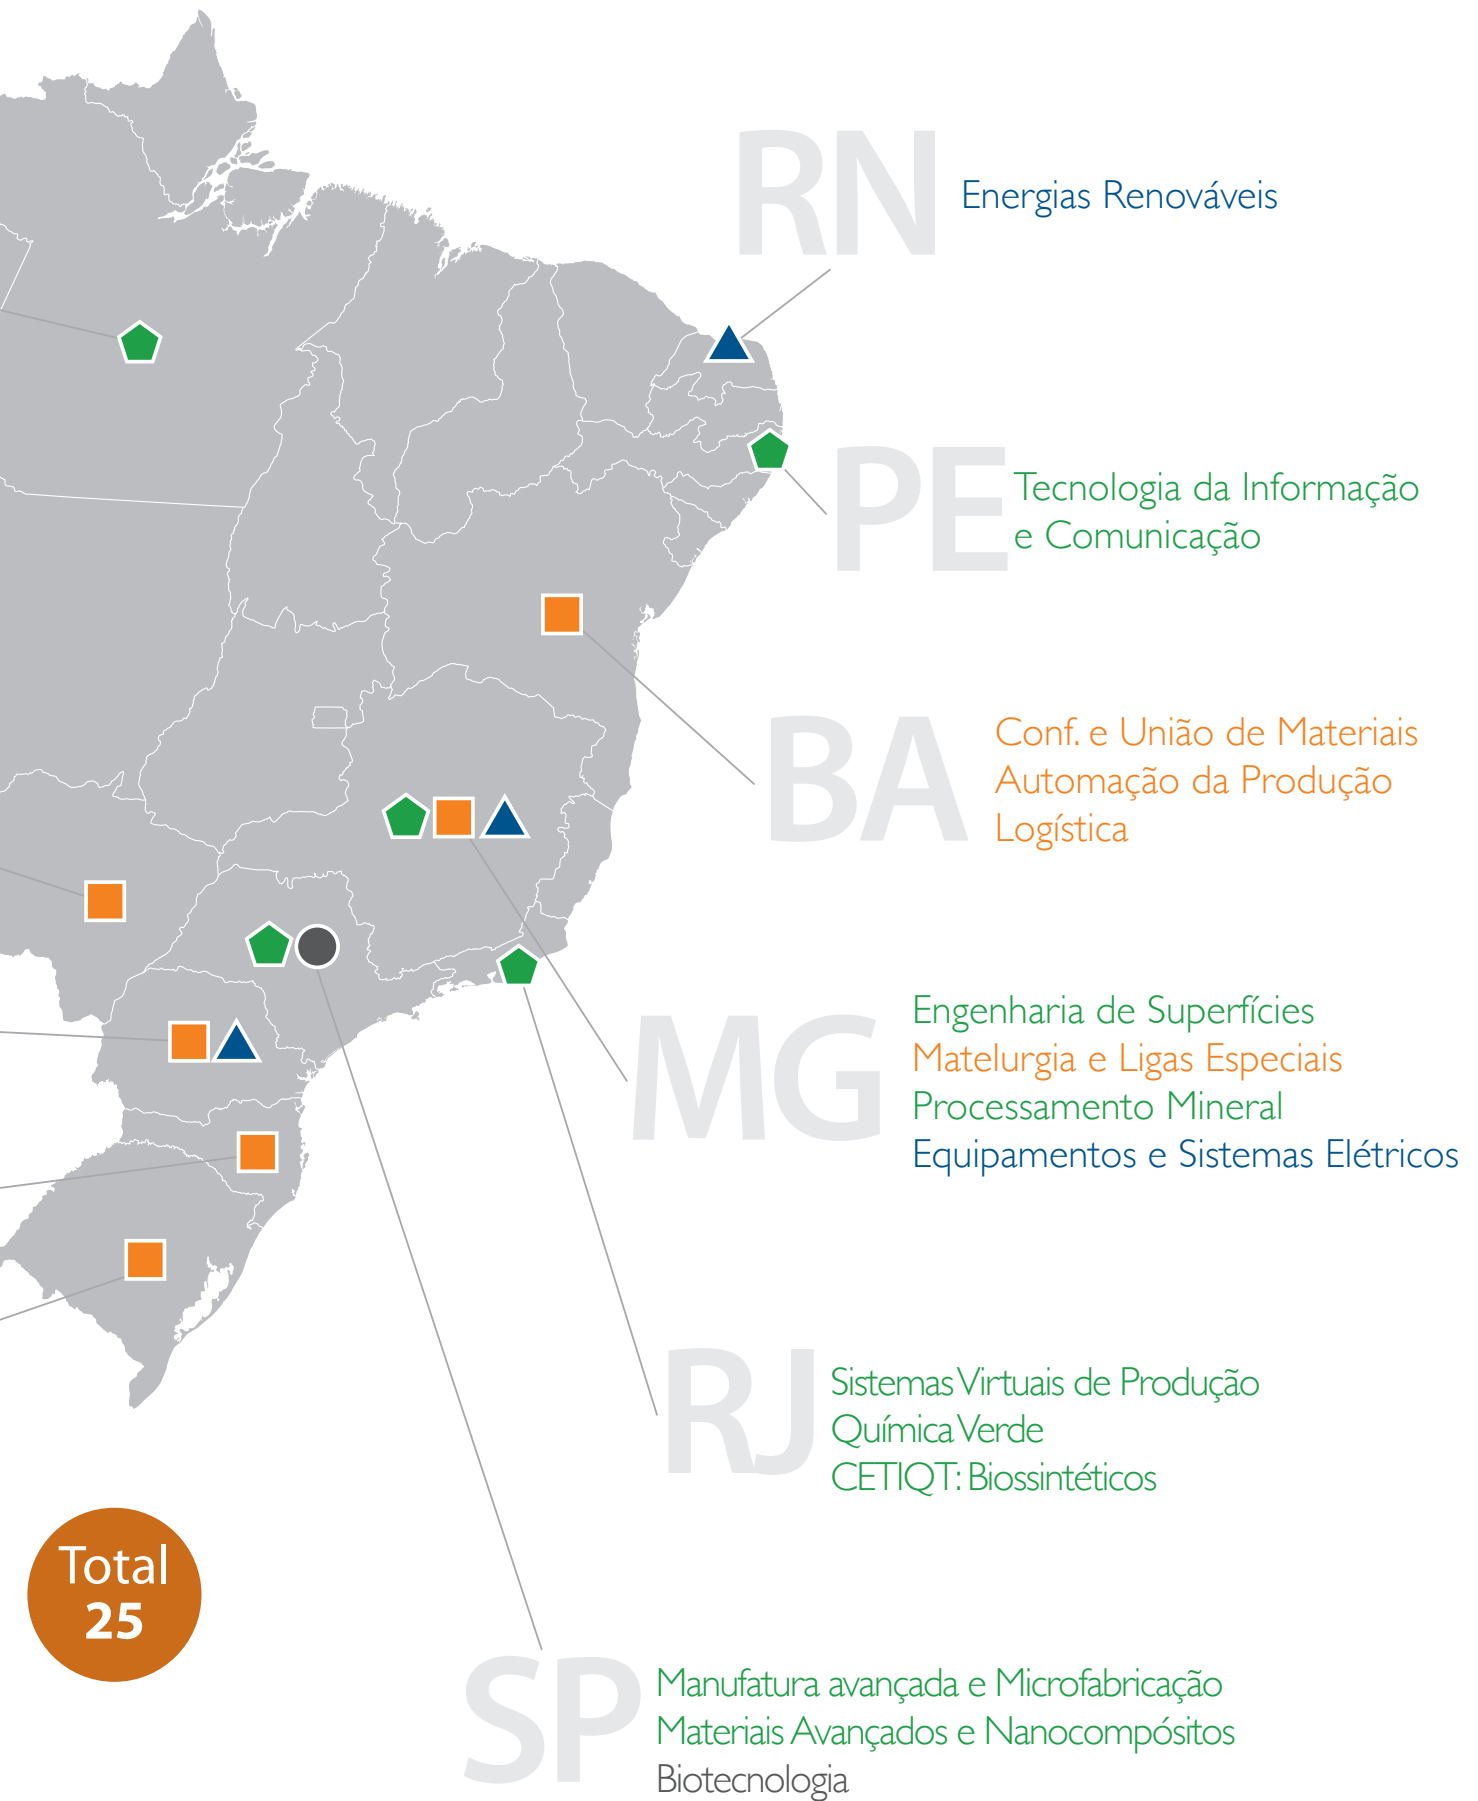 RN
Energias Renováveis
PE
Tecnologia da Informação
e Comunicação
BA
Conf. e União de Materiais
Automação da Produção
Logística
MG
Engenharia de Superfícies
Matelurgia e Ligas Especiais
Processamento Mineral
Equipamentos e Sistemas Elétricos
RJ
Sistemas Virtuais de Produção
Química Verde
CETIQT: Biossintéticos
Total
25
SP
Manufatura avançada e Microfabricação
Materiais Avançados e Nanocompósitos
Biotecnologia